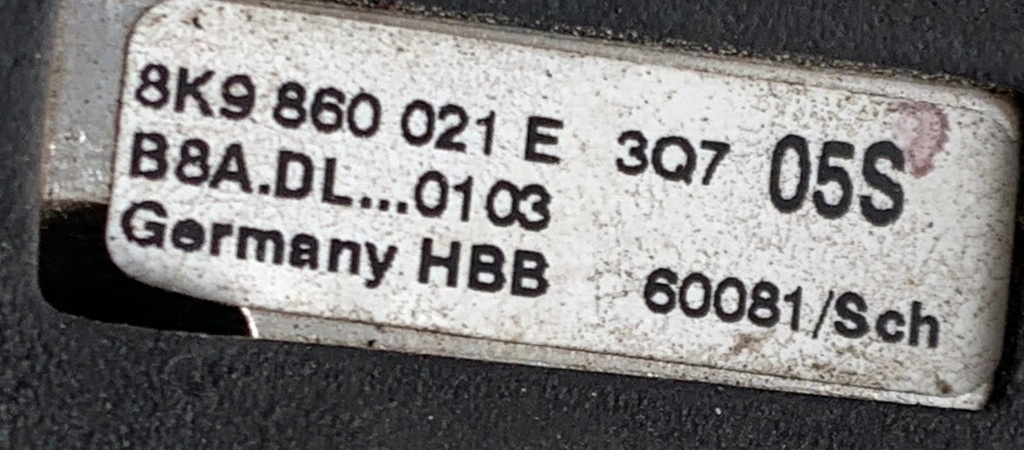 8K9 860 021 E 3Q7 05S
B8A.DL...0103
Germany HBB 60081/Sch